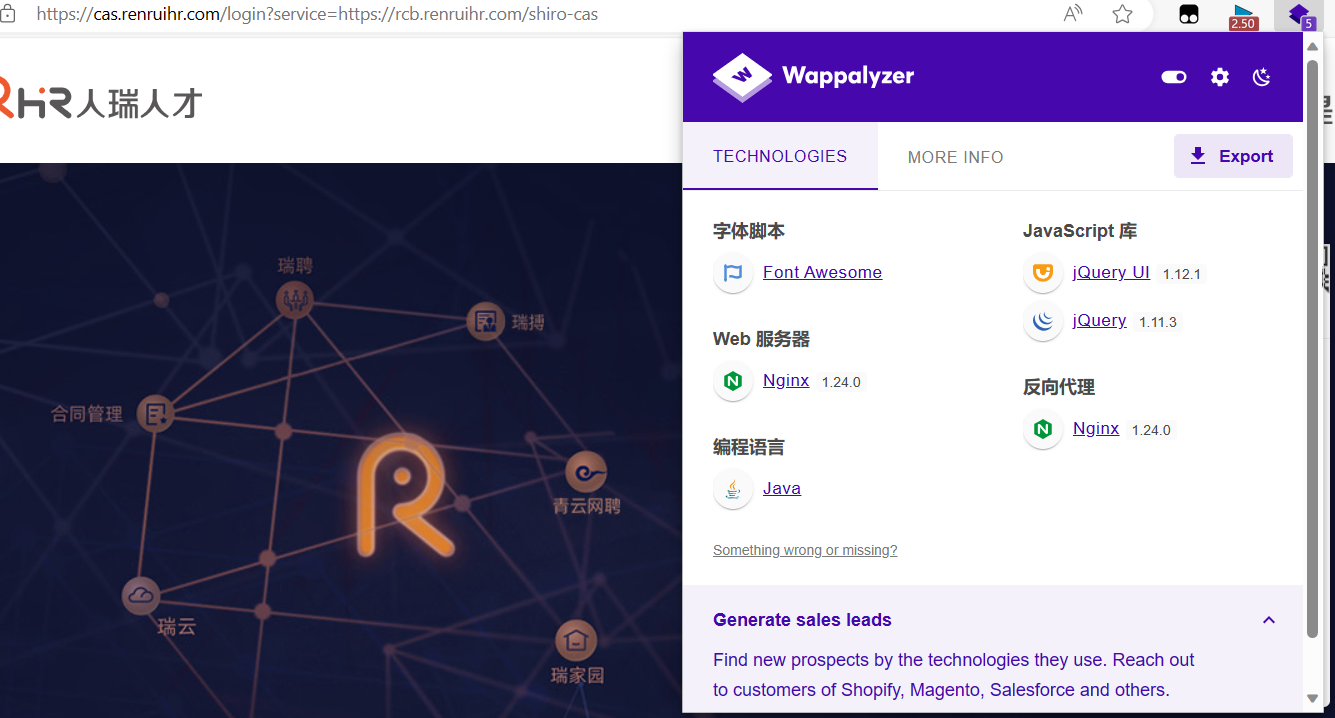 https://cas.renruihr.com/login?service=https://rcb.renruihr.com/shiro-cas
2.50
5
HR人瑞人才
瑞聘
瑞搏
合同管理
青云网聘
瑞云
瑞家园
Wappalyzer
TECHNOLOGIES
MORE INFO
Export
字体脚本
Font Awesome
Web 服务器
Nginx 1.24.0
编程语言
Java
JavaScript 库
jQuery UI 1.12.1
jQuery 1.11.3
反向代理
Nginx 1.24.0
Something wrong or missing?
Generate sales leads
Find new prospects by the technologies they use. Reach out
to customers of Shopify, Magento, Salesforce and others.